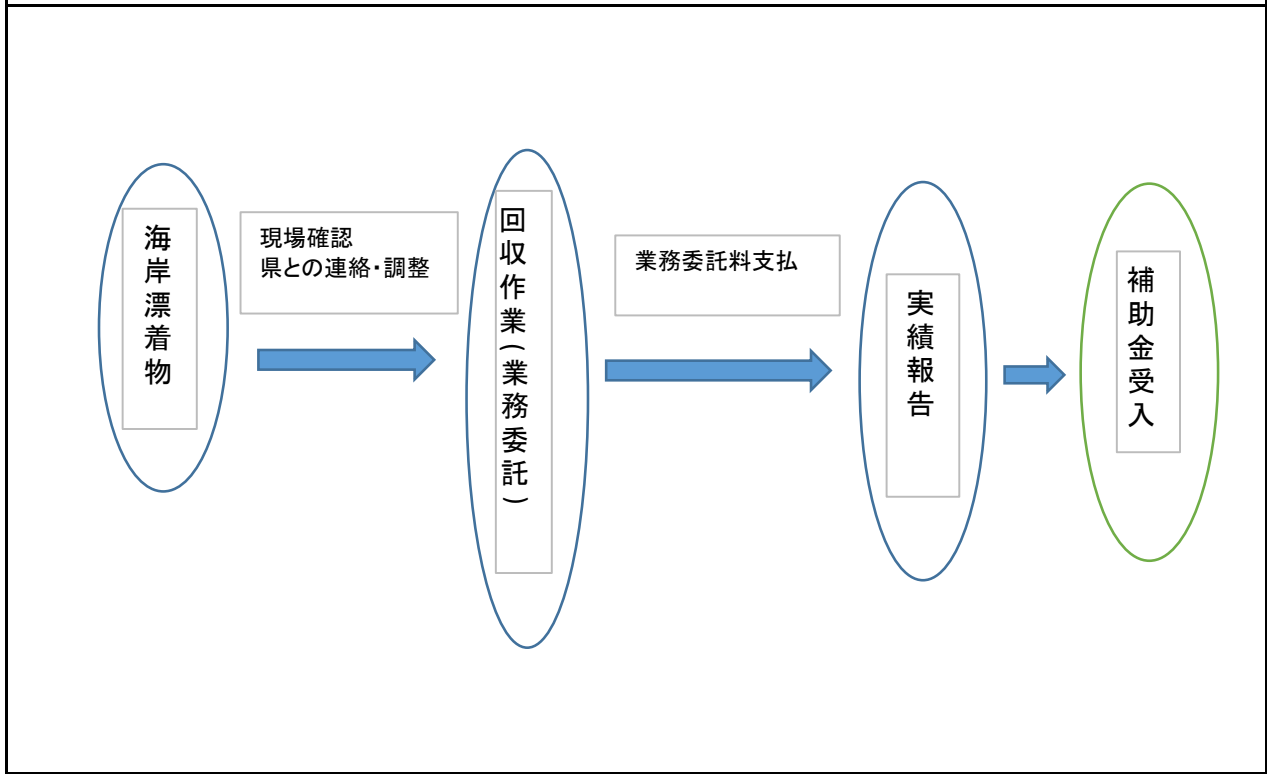 海岸漂着物
現場確認
県との連絡・調整
回収作業(業務委託)
業務委託料支払
実績報告
補助金受入